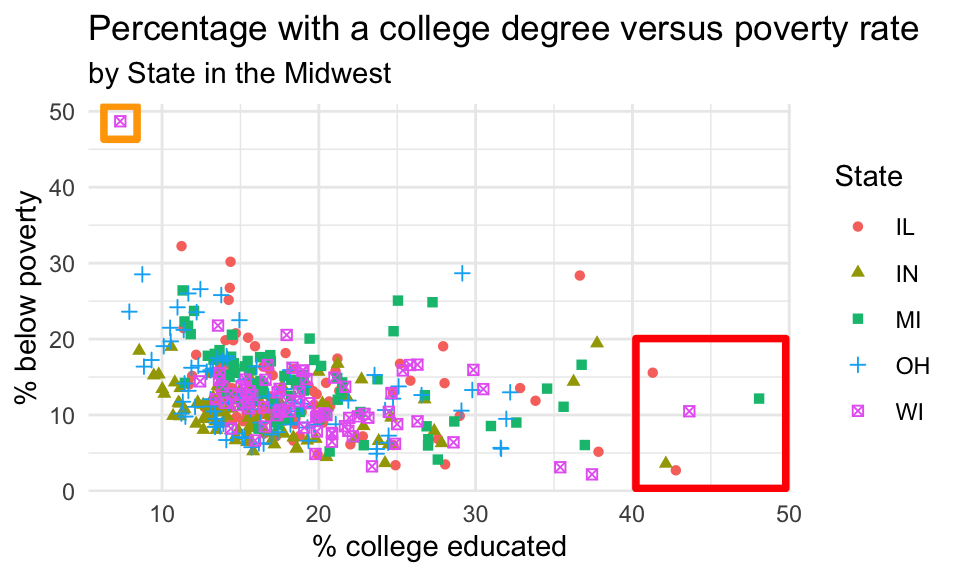 Percentage with a college degree versus poverty rate
by State in the Midwest
50
40
30
20
10
0
% below poverty
10 20 30 40 50
% college educated
State
IL
IN
MI
OH
WI